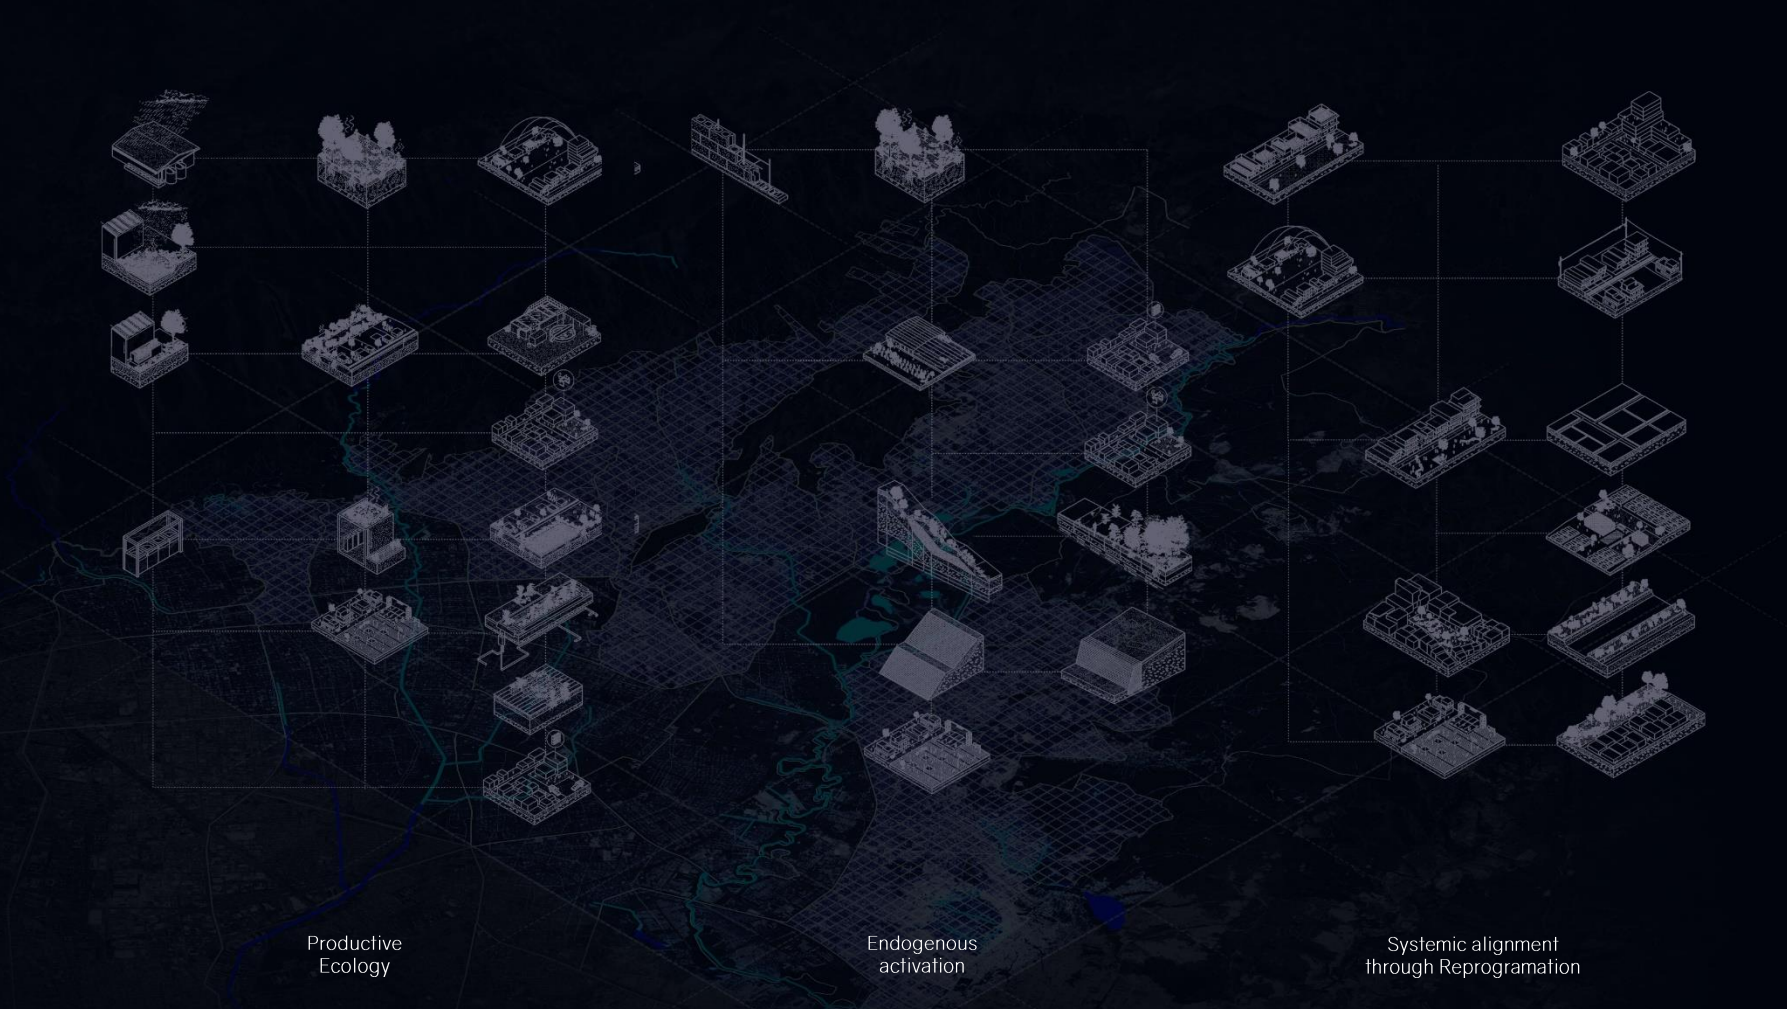 Productive
Ecology
Endogenous
activation
Systemic alignment
through Reprogramation